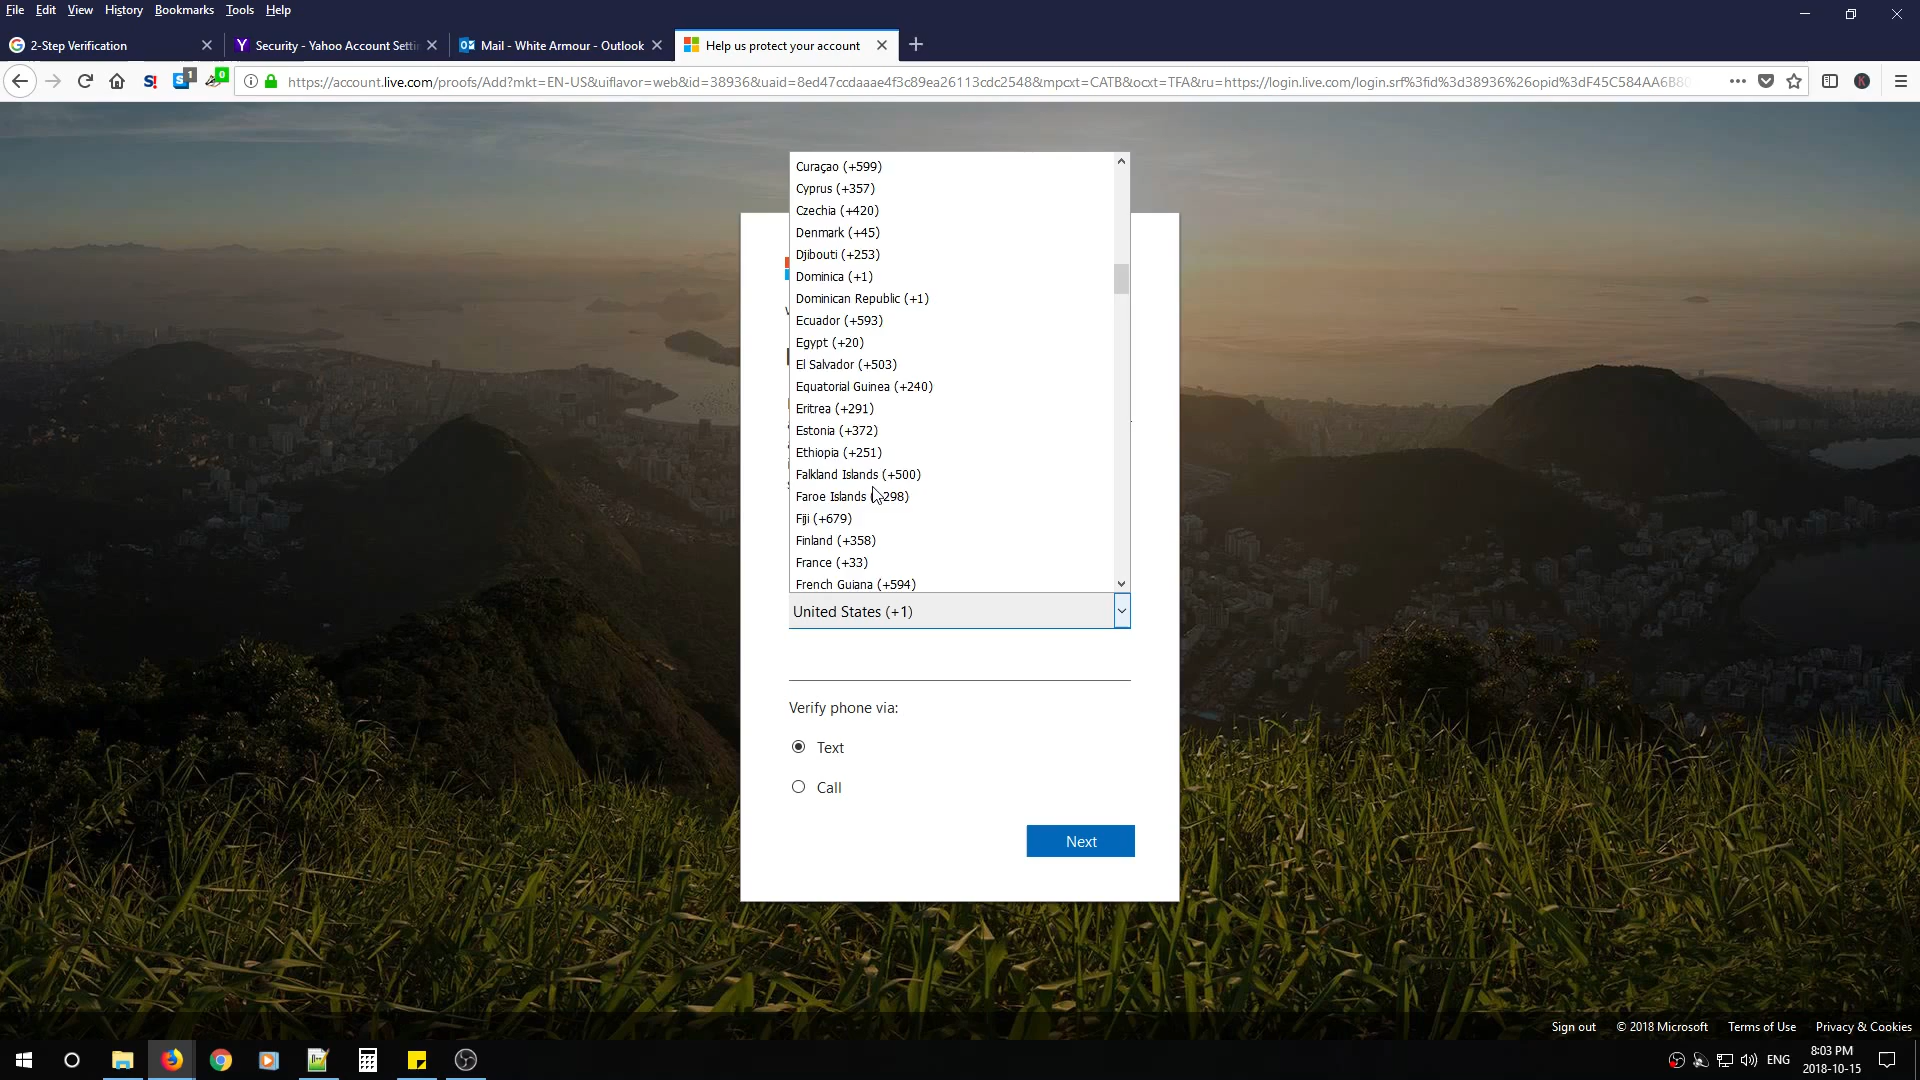 File Edit View History Bookmarks Tools Help
2-Step Verification
Security - Yahoo Account Setti
Mail - White Armour - Outlook
Help us protect your account
https://account.live.com/proofs/Add?mkt=EN-US&uiflavor=web&id=38936&uaid=8ed47ccdaaae4f3c89ea26113cdc2548&mpcxt=CATB&ocxt=TFA&ru=https://login.live.com/login.srf%3fid%3d38936%26opid%3dF45C584AA6B80
Curaçao (+599)
Cyprus (+357)
Czechia (+420)
Denmark (+45)
Djibouti (+253)
Dominica (+1)
Dominican Republic (+1)
Ecuador (+593)
Egypt (+20)
El Salvador (+503)
Equatorial Guinea (+240)
Eritrea (+291)
Estonia (+372)
Ethiopia (+251)
Falkland Islands (+500)
Faroe Islands (+298)
Fiji (+679)
Finland (+358)
France (+33)
French Guiana (+594)
United States (+1)
Verify phone via:
Text
Call
Next
Sign out © 2018 Microsoft Terms of Use Privacy & Cookies
ENG
8:03 PM
2018-10-15